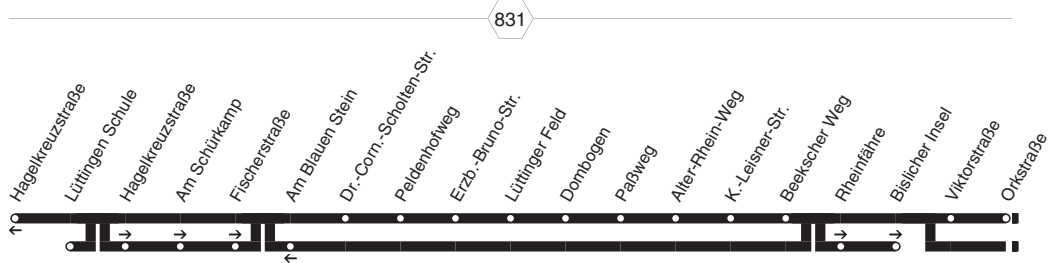 831
Hagelkreuzstraße
Lüttingen Schule
Hagelkreuzstraße
Am Schürkamp
Fischerstraße
Am Blauen Stein
Dr.-Corn.-Scholten-Str.
Peldenhofweg
Erzb.-Bruno-Str.
Lüttinger Feld
Dombogen
Paßweg
Alter-Rhein-Weg
K.-Leisner-Str.
Beekscher Weg
Rheinfähre
Bislicher Insel
Viktorstraße
Orkstraße